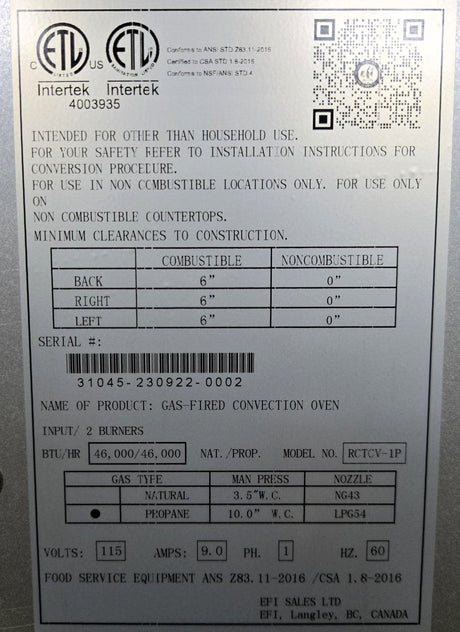 C ETL US ETL
LISTED
Intertek Intertek
4003935
Conforms to ANSI STD Z83.11-2016
Certified to CSA STD 1.8-2016
Conforms to NSF/ANSI STD.4
INTENDED FOR OTHER THAN HOUSEHOLD USE.
FOR YOUR SAFETY REFER TO INSTALLATION INSTRUCTIONS FOR
CONVERSION PROCEDURE.
FOR USE IN NON COMBUSTIBLE LOCATIONS ONLY. FOR USE ONLY
ON
NON COMBUSTIBLE COUNTERTOPS.
MINIMUM CLEARANCES TO CONSTRUCTION.
COMBUSTIBLE NONCOMBUSTIBLE
BACK 6" 0"
RIGHT 6" 0"
LEFT 6" 0"
SERIAL #:
31045-230922-0002
NAME OF PRODUCT: GAS-FIRED CONVECTION OVEN
INPUT/ 2 BURNERS
BTU/HR 46,000/46,000 NAT./PROP. MODEL NO. RCTCV-1P
GAS TYPE MAN PRESS NOZZLE
NATURAL 3.5"W.C. NG43
● PROPANE 10.0" W.C. LPG54
VOLTS: 115 AMPS: 9.0 PH. 1 HZ. 60
FOOD SERVICE EQUIPMENT ANS Z83.11-2016 /CSA 1.8-2016
EFI SALES LTD
EFI, Langley, BC, CANADA